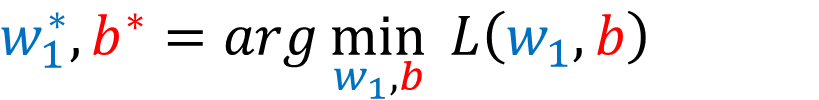 w₁*, b* = arg min L(w₁, b)
w₁,b